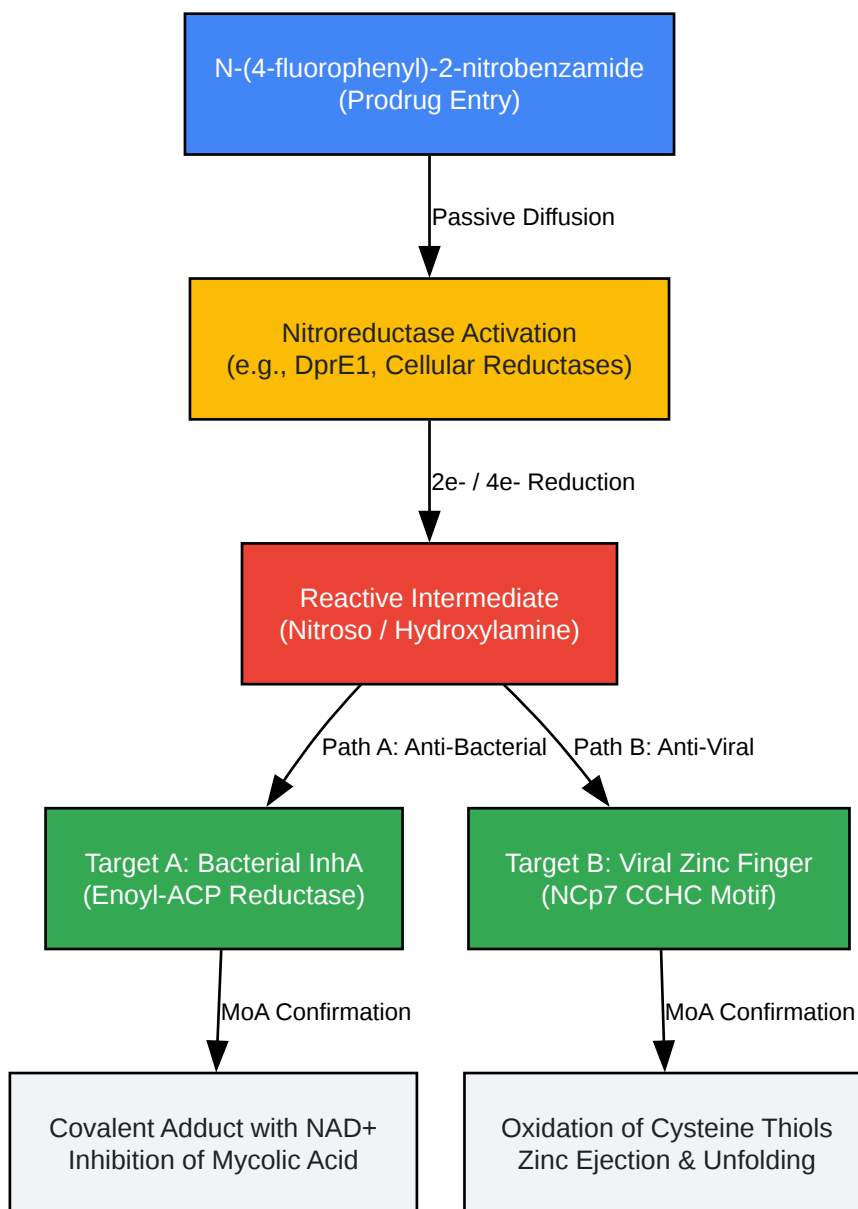 N-(4-fluorophenyl)-2-nitrobenzamide
(Prodrug Entry)
Passive Diffusion
Nitroreductase Activation
(e.g., DprE1, Cellular Reductases)
2e- / 4e- Reduction
Reactive Intermediate
(Nitroso / Hydroxylamine)
Path A: Anti-Bacterial
Path B: Anti-Viral
Target A: Bacterial InhA
(Enoyl-ACP Reductase)
Target B: Viral Zinc Finger
(NCp7 CCHC Motif)
MoA Confirmation
MoA Confirmation
Covalent Adduct with NAD+
Inhibition of Mycolic Acid
Oxidation of Cysteine Thiols
Zinc Ejection & Unfolding